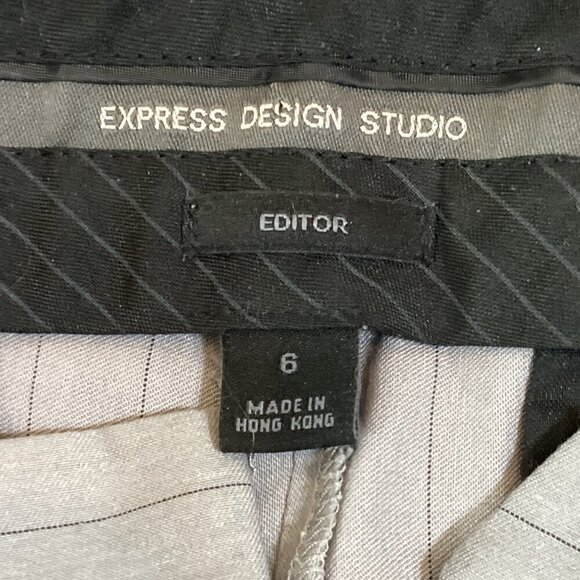 EXPRESS DESIGN STUDIO
EDITOR
6
MADE IN
HONG KONG